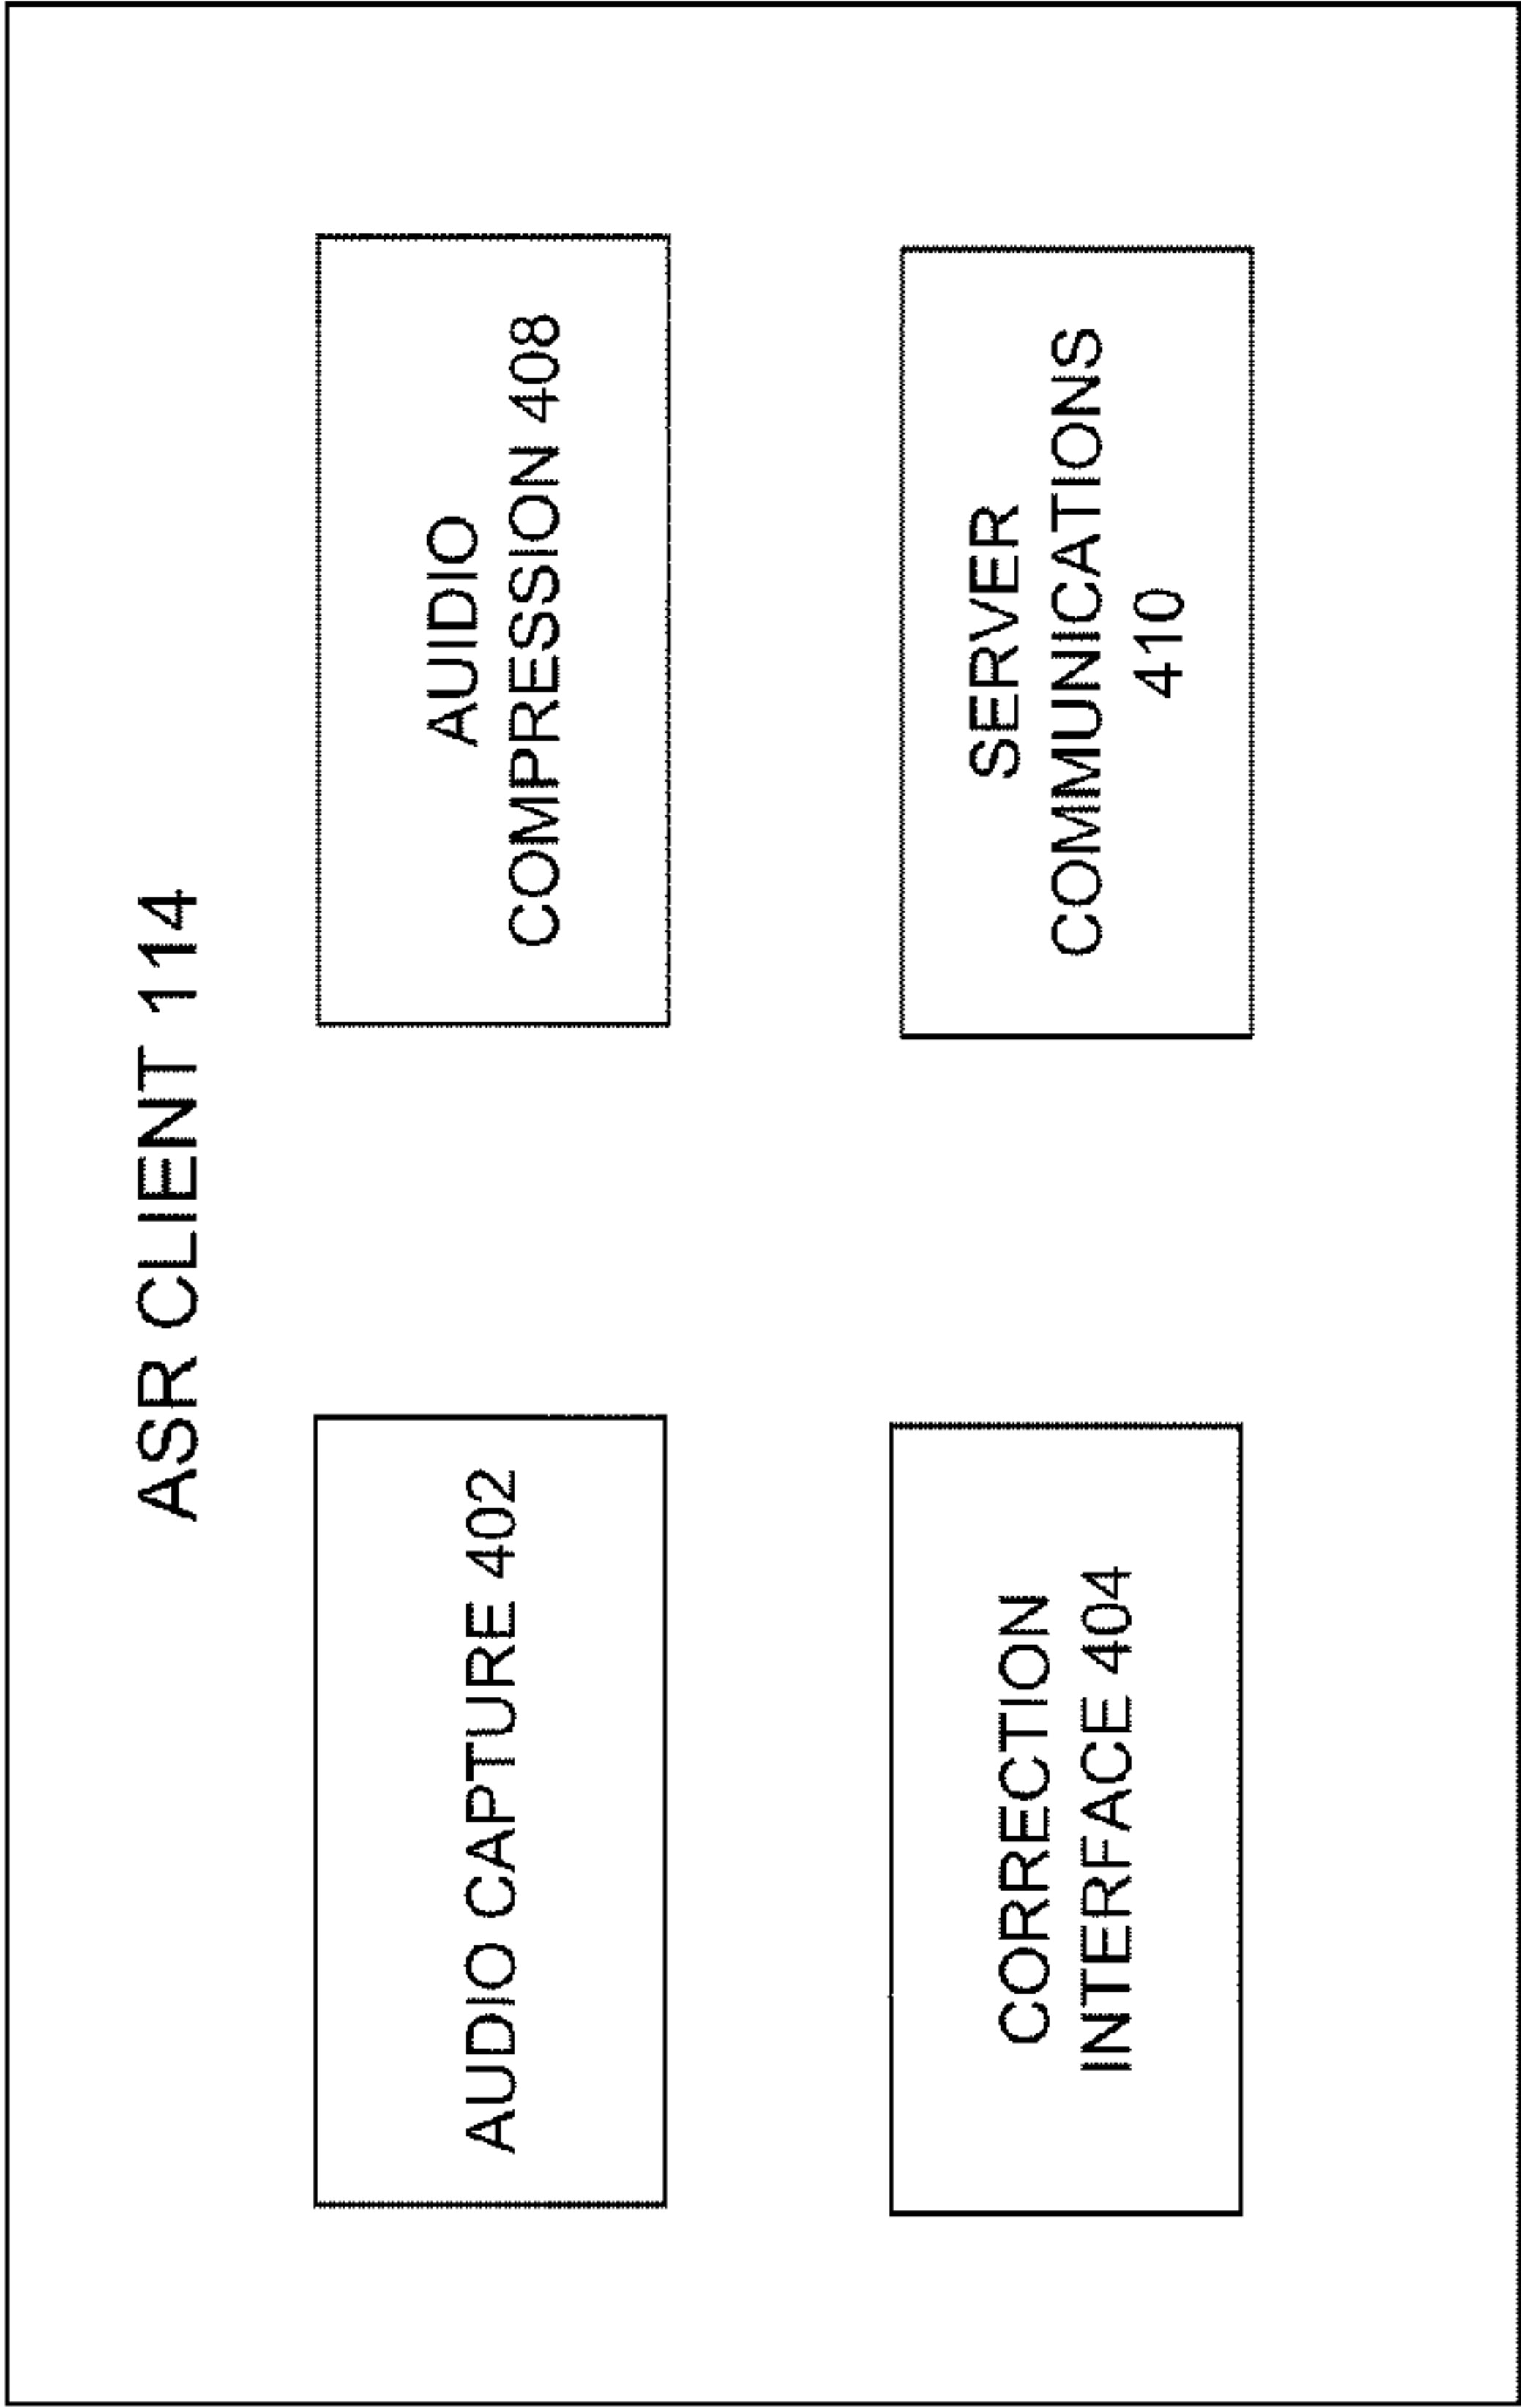 ASR CLIENT 114
AUDIO CAPTURE 402
AUIDIO
COMPRESSION 408
CORRECTION
INTERFACE 404
SERVER
COMMUNICATIONS
410